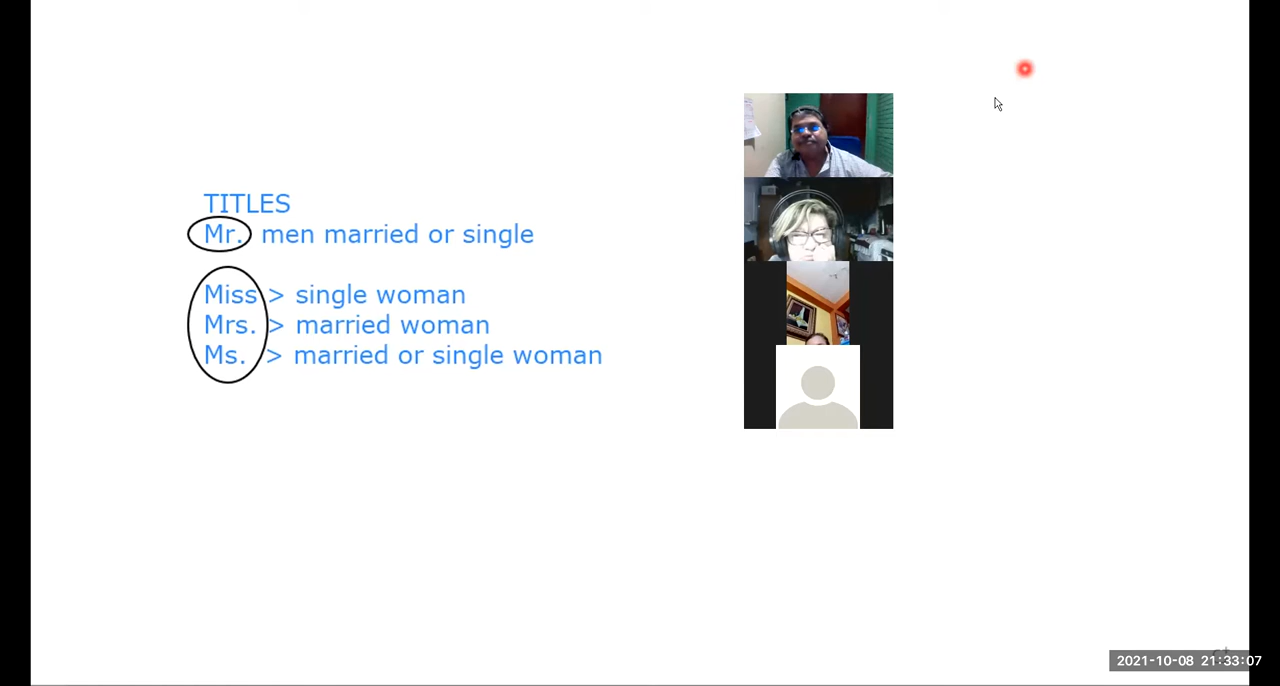 TITLES
Mr. men married or single
Miss > single woman
Mrs. > married woman
Ms. > married or single woman
2021-10-08 21:33:07